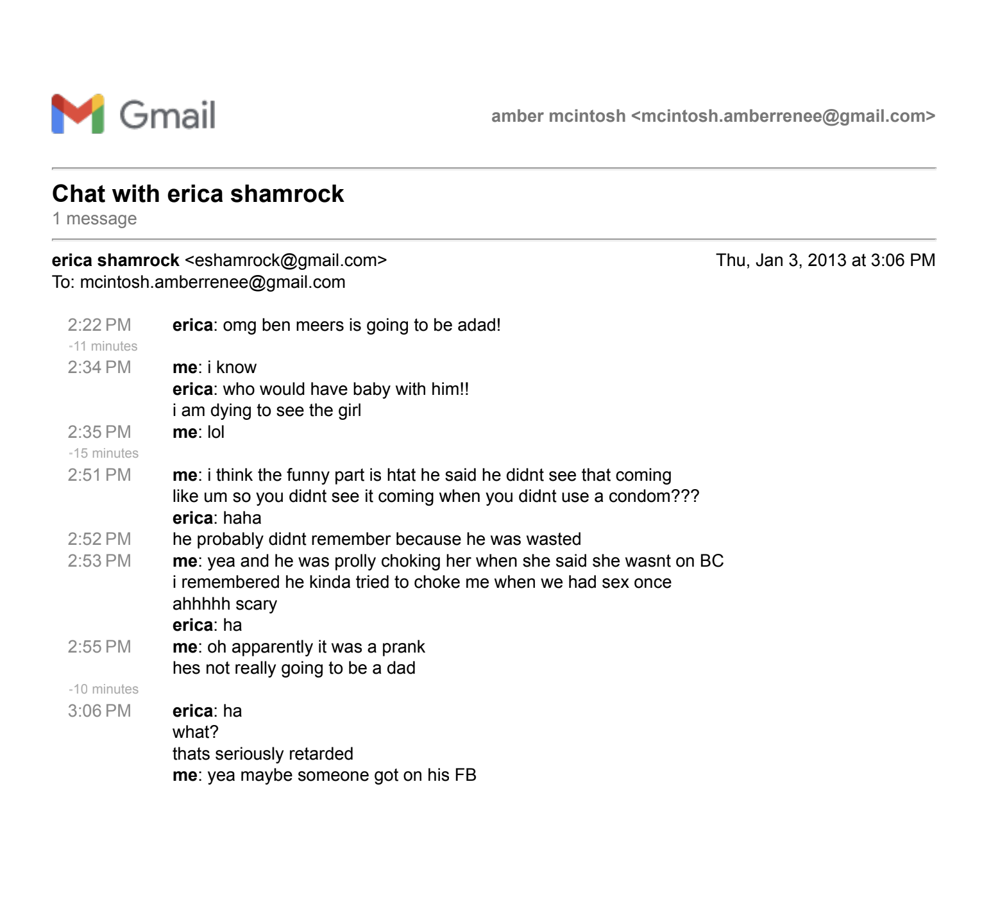 Gmail
amber mcintosh <mcintosh.amberrenee@gmail.com>
Chat with erica shamrock
1 message
erica shamrock <eshamrock@gmail.com>
Thu, Jan 3, 2013 at 3:06 PM
To: mcintosh.amberrenee@gmail.com
2:22 PM erica: omg ben meers is going to be adad!
-11 minutes
2:34 PM me: i know
erica: who would have baby with him!!
i am dying to see the girl
2:35 PM me: lol
-15 minutes
2:51 PM me: i think the funny part is htat he said he didnt see that coming
like um so you didnt see it coming when you didnt use a condom???
erica: haha
2:52 PM he probably didnt remember because he was wasted
2:53 PM me: yea and he was prolly choking her when she said she wasnt on BC
i remembered he kinda tried to choke me when we had sex once
ahhhhh scary
erica: ha
2:55 PM me: oh apparently it was a prank
hes not really going to be a dad
-10 minutes
3:06 PM erica: ha
what?
thats seriously retarded
me: yea maybe someone got on his FB